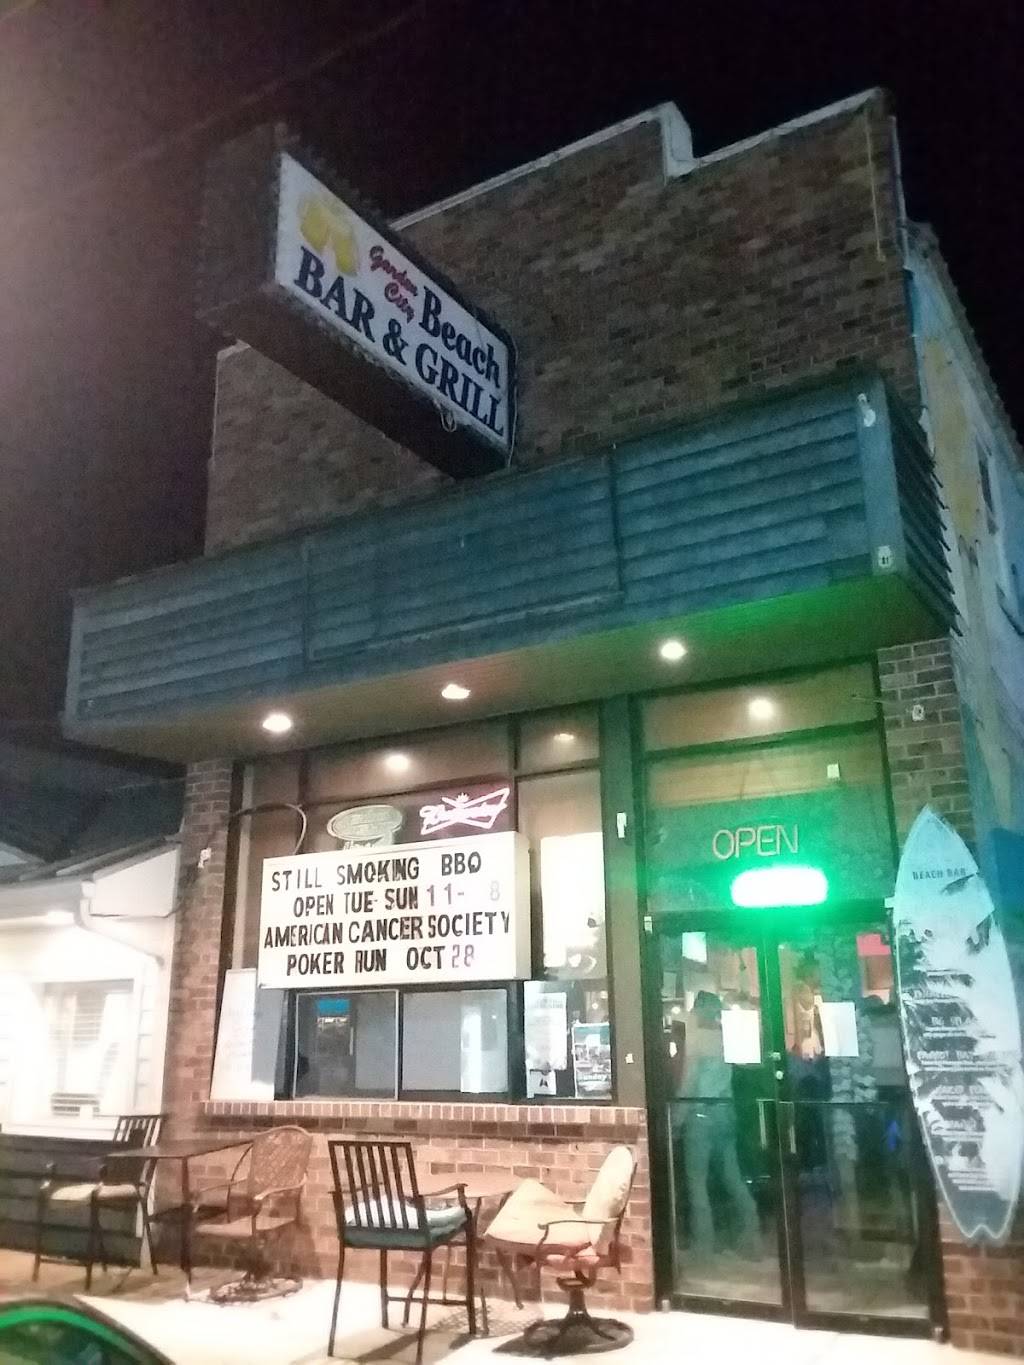 Garden
City
Beach
BAR & GRILL
Budweiser
STILL SMOKING BBQ
OPEN TUE-SUN 11- 8
AMERICAN CANCER SOCIETY
POKER RUN OCT 28
OPEN
BEACH BAR